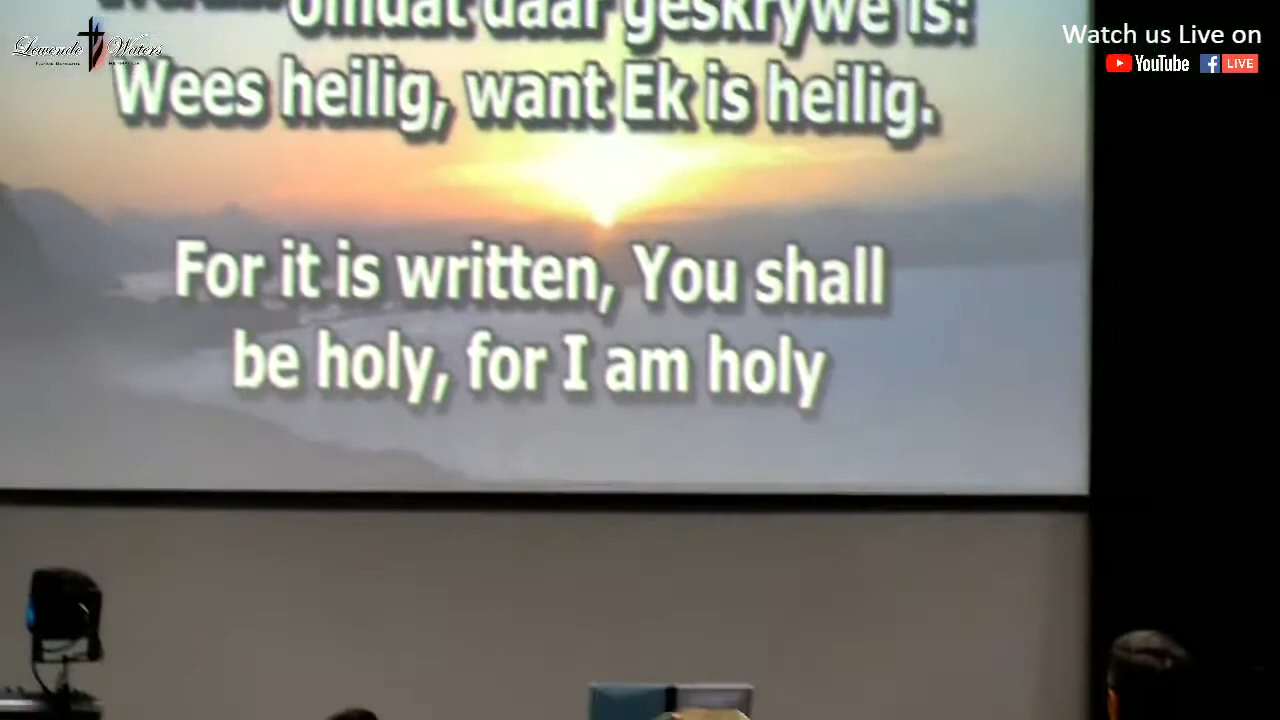 omdat daar geskrywe is:
Wees heilig, want Ek is heilig.
For it is written, You shall
be holy, for I am holy
Lewende Waters
Watch us Live on
YouTube f LIVE